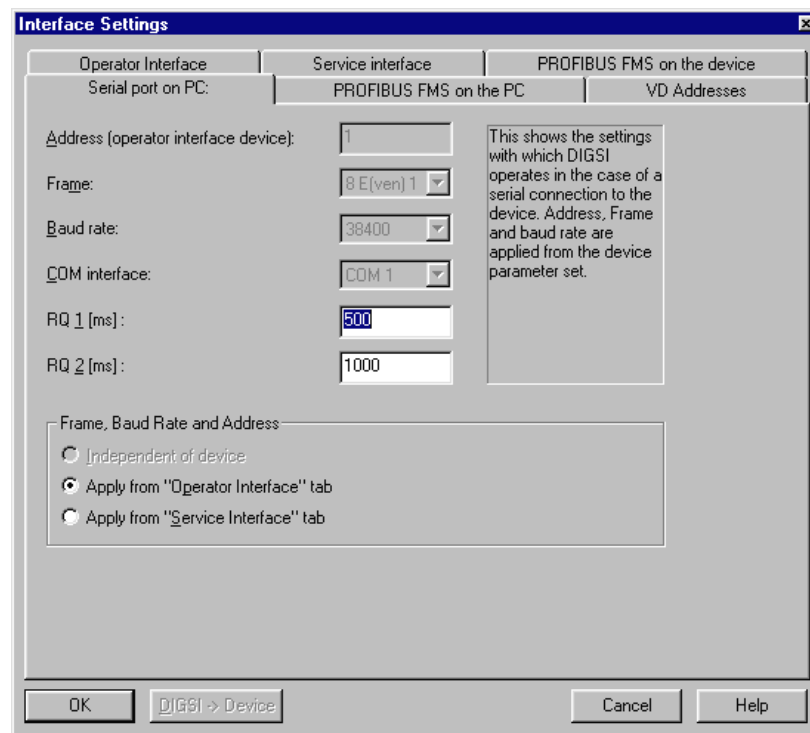 Interface Settings
Operator Interface
Service interface
PROFIBUS FMS on the device
Serial port on PC:
PROFIBUS FMS on the PC
VD Addresses
Address (operator interface device):
1
Frame:
8 E(ven) 1
Baud rate:
38400
COM interface:
COM 1
RQ 1 [ms] :
500
RQ 2 [ms] :
1000
This shows the settings
with which DIGSI
operates in the case of a
serial connection to the
device. Address, Frame
and baud rate are
applied from the device
parameter set.
Frame, Baud Rate and Address
Independent of device
Apply from "Operator Interface" tab
Apply from "Service Interface" tab
OK
DIGSI -> Device
Cancel
Help